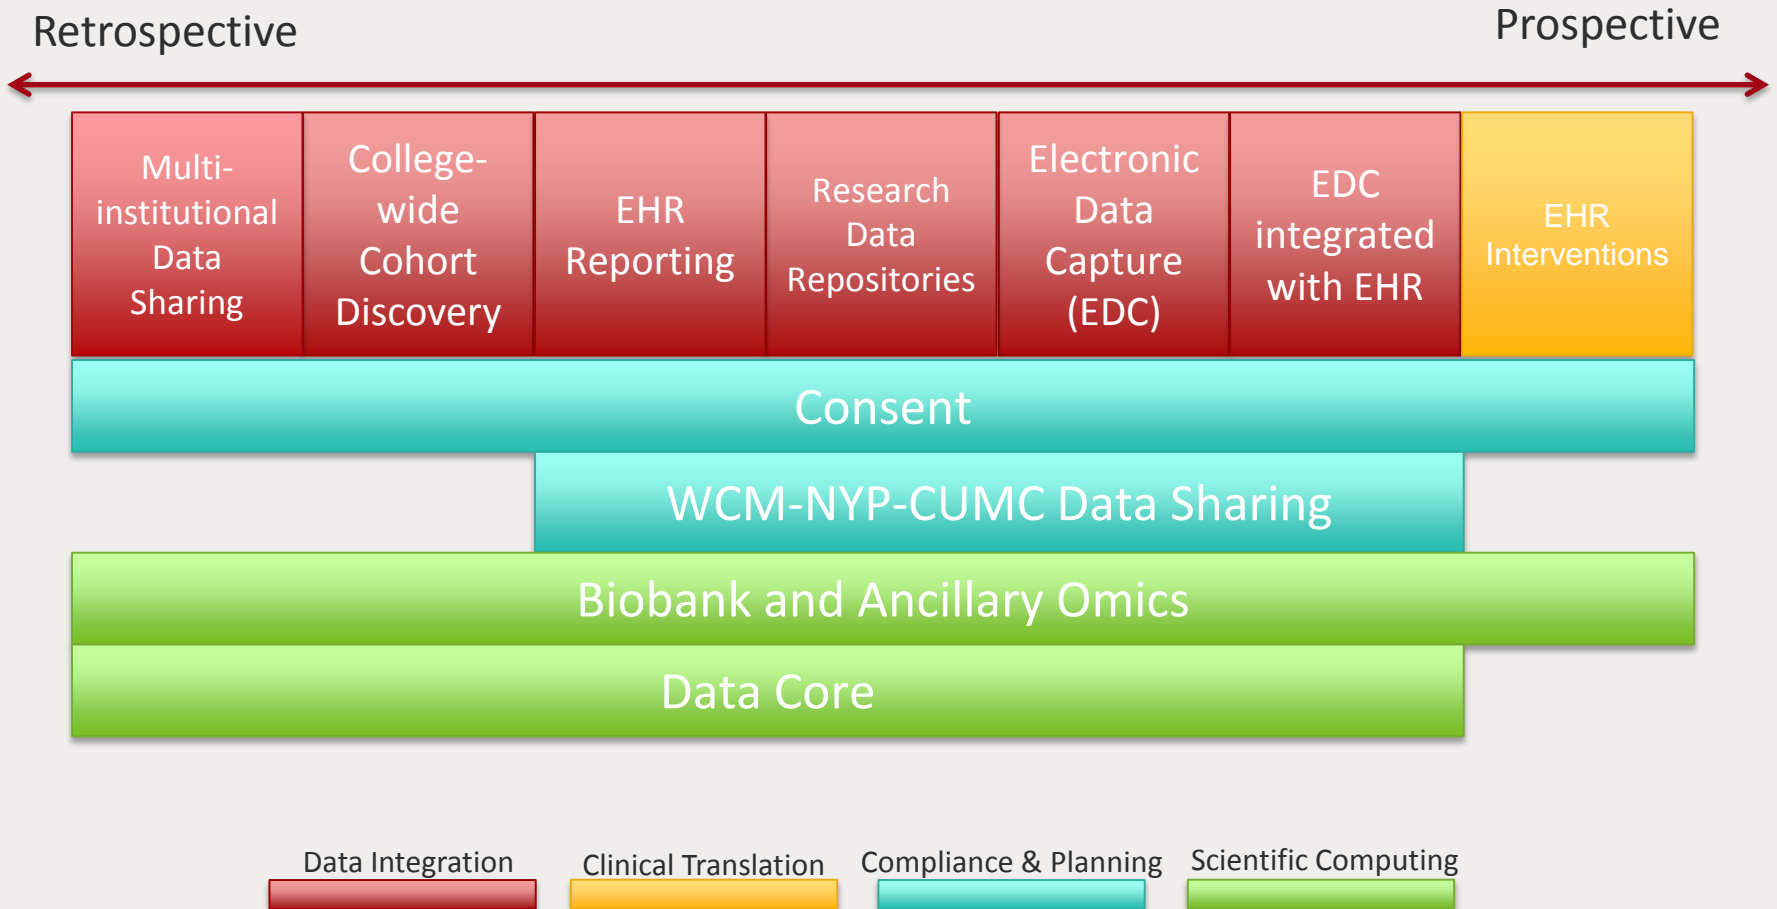 Retrospective
Prospective
Multi-
institutional
Data
Sharing
College-
wide
Cohort
Discovery
EHR
Reporting
Research
Data
Repositories
Electronic
Data
Capture
(EDC)
EDC
integrated
with EHR
EHR
Interventions
Consent
WCM-NYP-CUMC Data Sharing
Biobank and Ancillary Omics
Data Core
Data Integration
Clinical Translation
Compliance & Planning
Scientific Computing